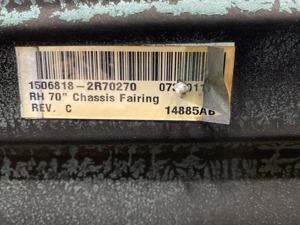 1506818-2R70270
RH 70" Chassis Fairing
REV. C 14885AB